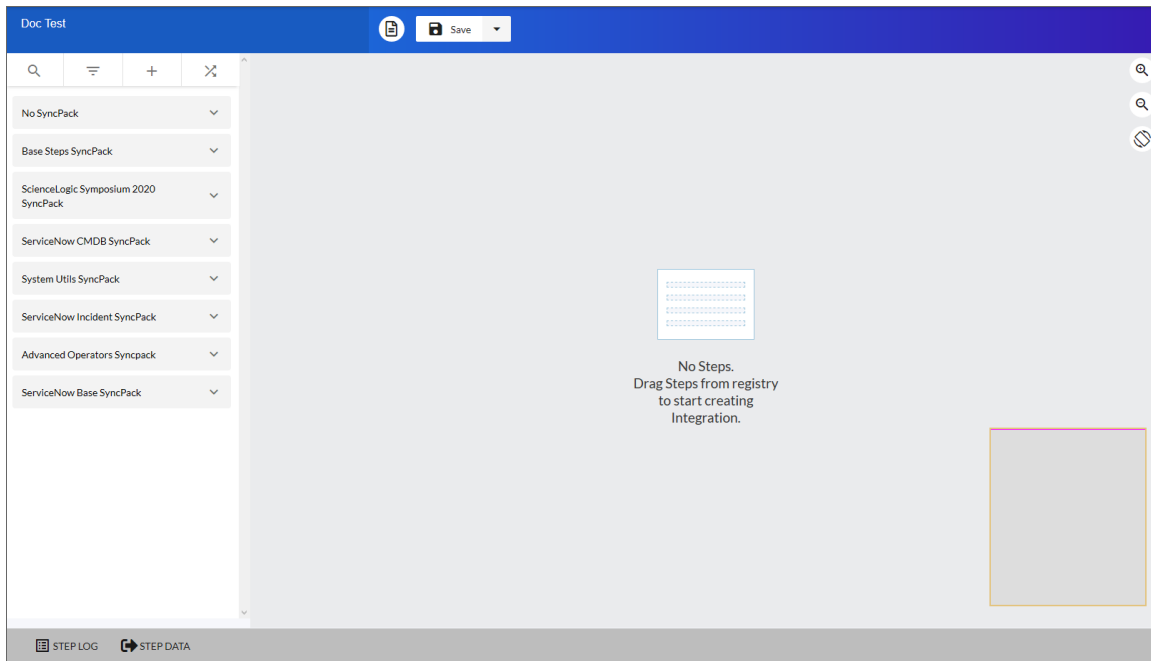 Doc Test
Save
No SyncPack
Base Steps SyncPack
ScienceLogic Symposium 2020
SyncPack
ServiceNow CMDB SyncPack
System Utils SyncPack
ServiceNow Incident SyncPack
Advanced Operators Syncpack
ServiceNow Base SyncPack
No Steps.
Drag Steps from registry
to start creating
Integration.
STEP LOG
STEP DATA